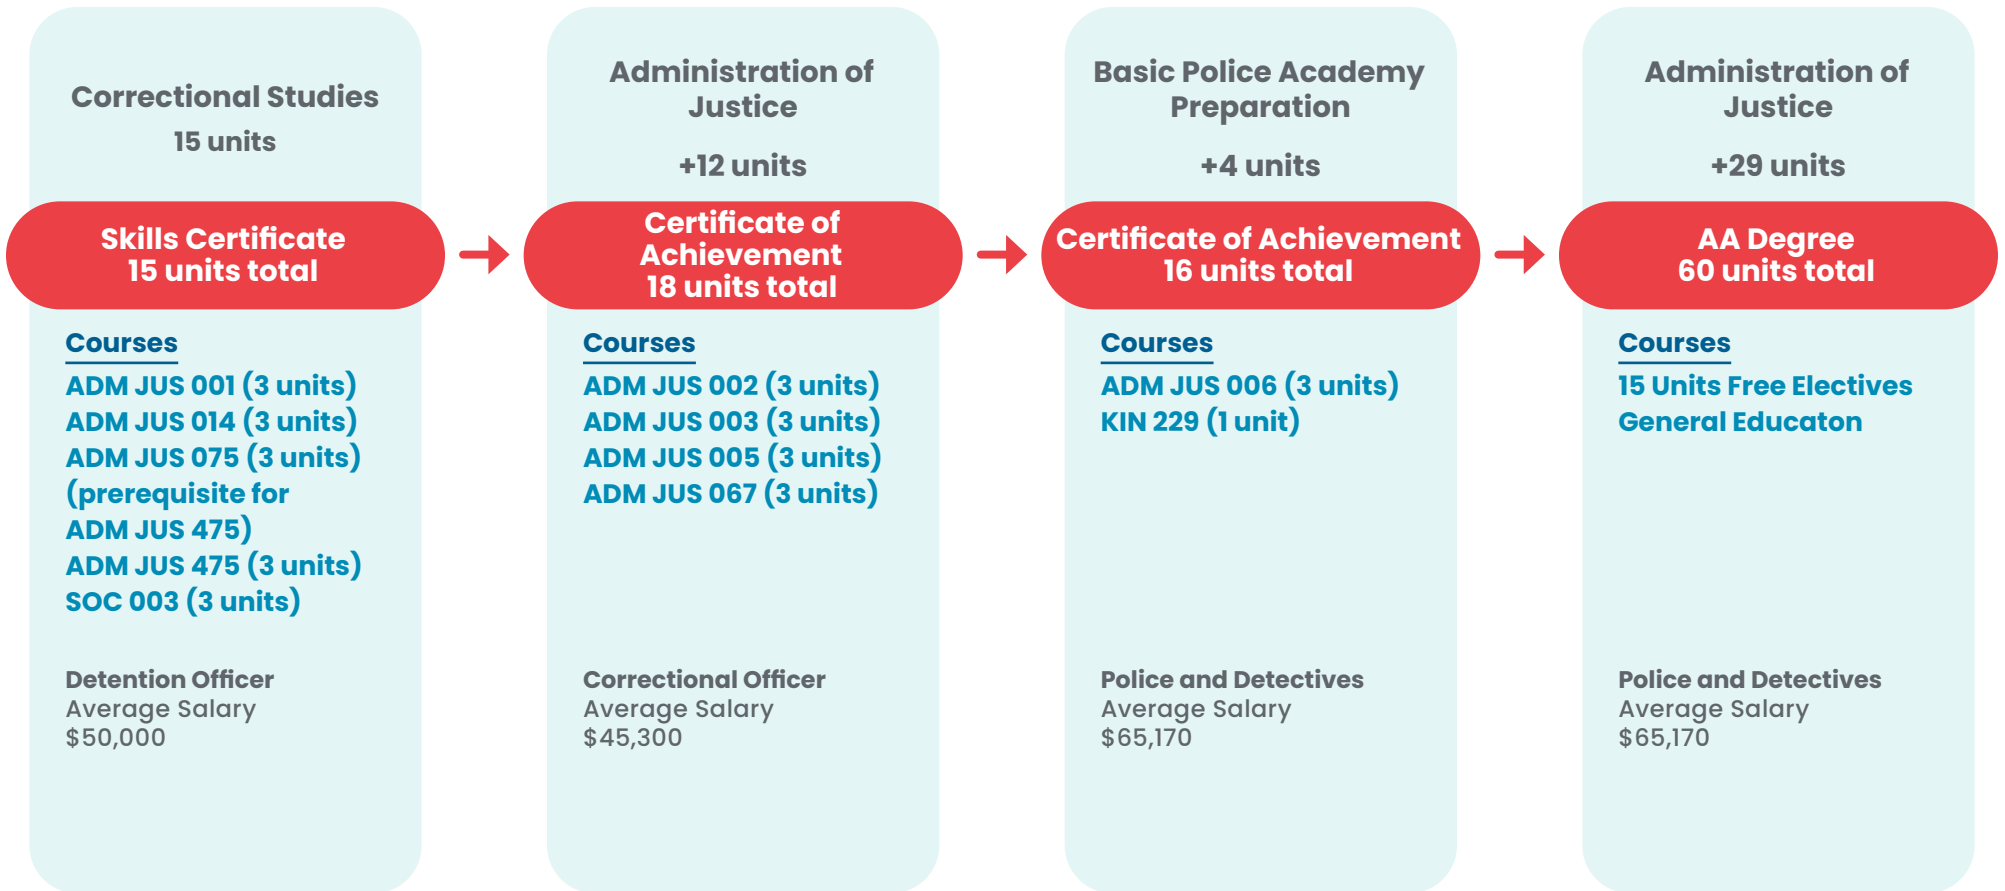 Correctional Studies
15 units
Skills Certificate
15 units total
Courses
ADM JUS 001 (3 units)
ADM JUS 014 (3 units)
ADM JUS 075 (3 units)
(prerequisite for
ADM JUS 475)
ADM JUS 475 (3 units)
SOC 003 (3 units)
Detention Officer
Average Salary
$50,000
Administration of
Justice
+12 units
Certificate of
Achievement
18 units total
Courses
ADM JUS 002 (3 units)
ADM JUS 003 (3 units)
ADM JUS 005 (3 units)
ADM JUS 067 (3 units)
Correctional Officer
Average Salary
$45,300
Basic Police Academy
Preparation
+4 units
Certificate of Achievement
16 units total
Courses
ADM JUS 006 (3 units)
KIN 229 (1 unit)
Police and Detectives
Average Salary
$65,170
Administration of
Justice
+29 units
AA Degree
60 units total
Courses
15 Units Free Electives
General Educaton
Police and Detectives
Average Salary
$65,170